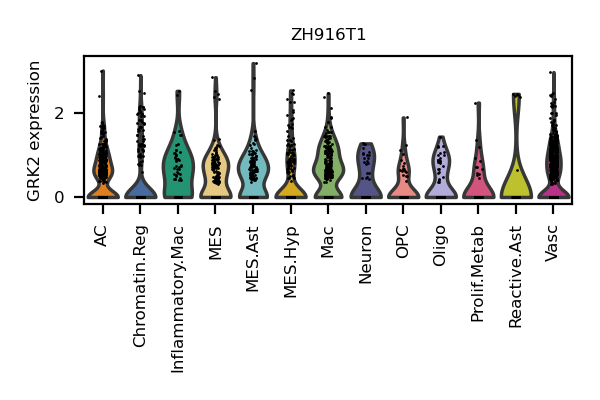 ZH916T1
GRK2 expression
2
0
AC
Chromatin.Reg
Inflammatory.Mac
MES
MES.Ast
MES.Hyp
Mac
Neuron
OPC
Oligo
Prolif.Metab
Reactive.Ast
Vasc